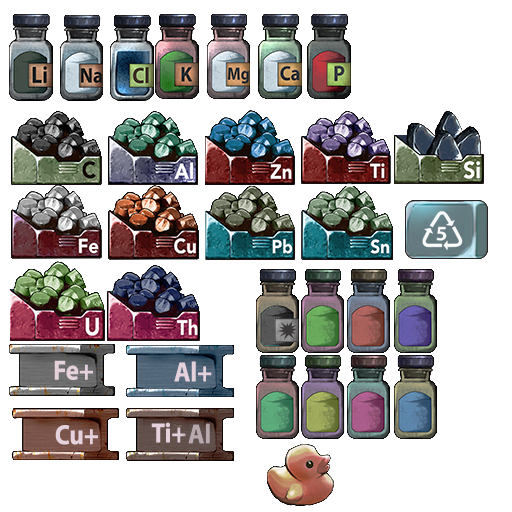 Li Na Cl K Mg Ca P
C Al Zn Ti Si
Fe Cu Pb Sn 5
U Th
Fe+ Al+
Cu+ Ti+Al